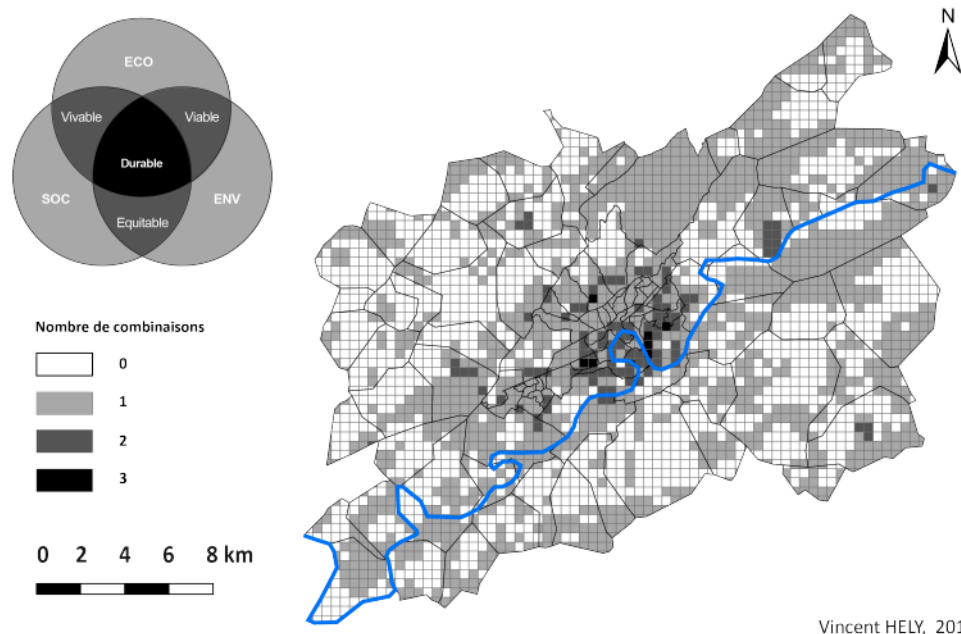 ECO
Vivable
Viable
Durable
SOC
ENV
Equitable
N
Nombre de combinaisons
0
1
2
3
0 2 4 6 8 km
Vincent HELY, 201